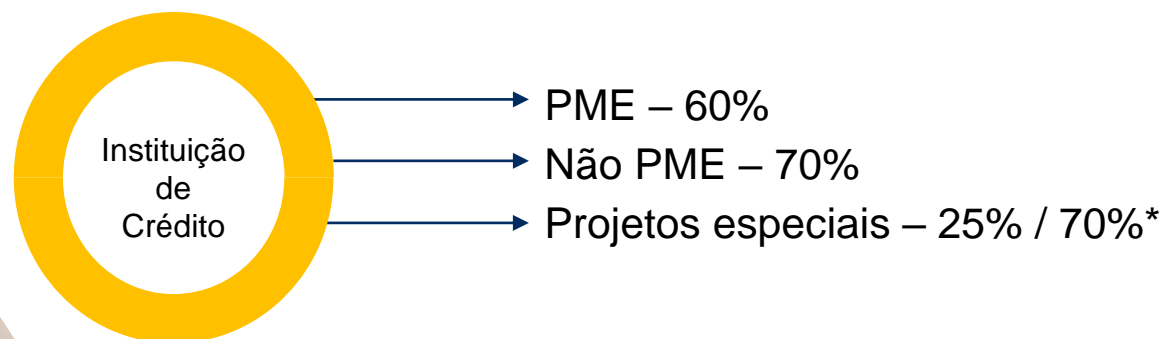 Instituição
de
Crédito
PME – 60%
Não PME – 70%
Projetos especiais – 25% / 70%*